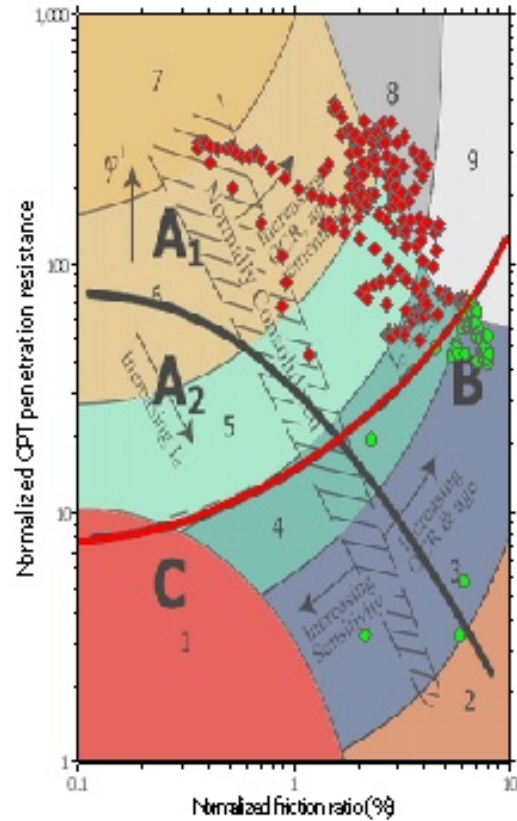 1,000
7
8
9
φ'
A₁
Increasing
OCR, age
Normally Consolidated
100
6
A₂
Increasing Ic
5
B
Normalized CPT penetration resistance
10
4
Increasing
OCR & age
3
C
Increasing
Sensitivity
1
2
1
0.1
1
10
Normalized friction ratio (%)